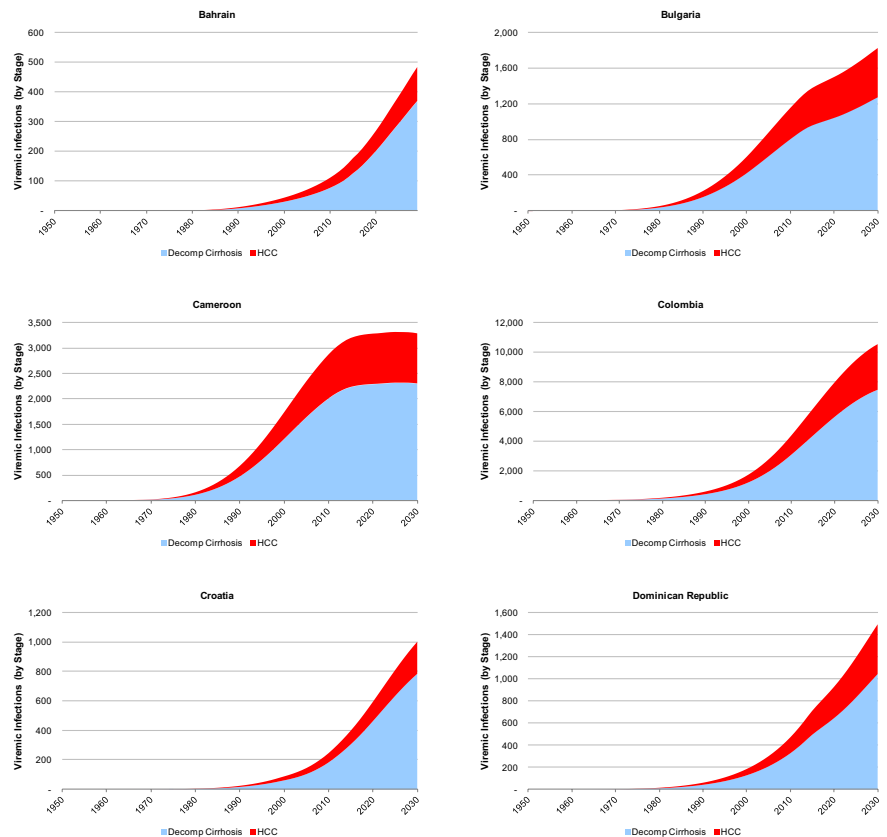 Bahrain
Viremic Infections (by Stage)
600
500
400
300
200
100
-
1950 1960 1970 1980 1990 2000 2010 2020
Decomp Cirrhosis HCC
Bulgaria
Viremic Infections (by Stage)
2,000
1,600
1,200
800
400
-
1950 1960 1970 1980 1990 2000 2010 2020 2030
Decomp Cirrhosis HCC
Cameroon
Viremic Infections (by Stage)
3,500
3,000
2,500
2,000
1,500
1,000
500
-
1950 1960 1970 1980 1990 2000 2010 2020 2030
Decomp Cirrhosis HCC
Colombia
Viremic Infections (by Stage)
12,000
10,000
8,000
6,000
4,000
2,000
-
1950 1960 1970 1980 1990 2000 2010 2020 2030
Decomp Cirrhosis HCC
Croatia
Viremic Infections (by Stage)
1,200
1,000
800
600
400
200
-
1950 1960 1970 1980 1990 2000 2010 2020 2030
Decomp Cirrhosis HCC
Dominican Republic
Viremic Infections (by Stage)
1,600
1,400
1,200
1,000
800
600
400
200
-
1950 1960 1970 1980 1990 2000 2010 2020 2030
Decomp Cirrhosis HCC